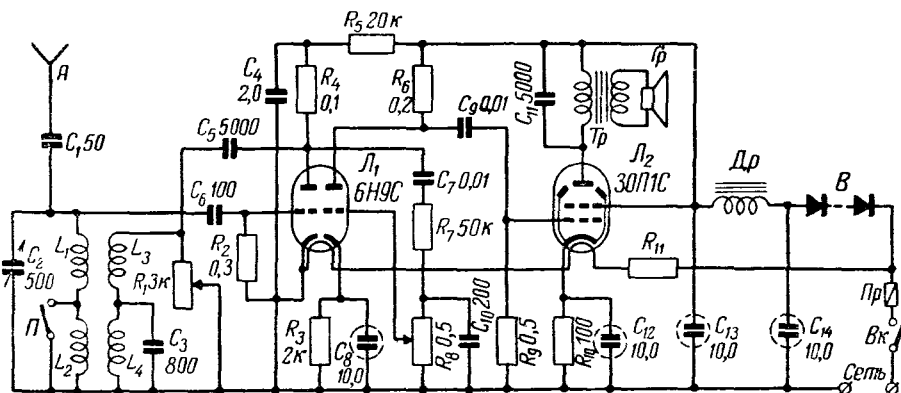 R₅ 20к
A
C₄
2,0
R₄
0,1
R₆
0,2
C₁₁ 5000
Гр
C₉ 0,01
Тр
C₁ 50
C₅ 5000
Л₁
6Н9С
Л₂
30П1С
Др
В
C₇ 0,01
C₆ 100
R₇ 50к
R₂
0,3
C₂
500
L₁
L₃
R₁ 3к
R₁₁
Пр
П
L₂
L₄
C₃
800
R₃
2к
C₈
10,0
R₈ 0,5
C₁₀ 200
R₉ 0,5
R₁₀ 100
C₁₂
10,0
C₁₃
10,0
C₁₄
10,0
Вк
Сеть